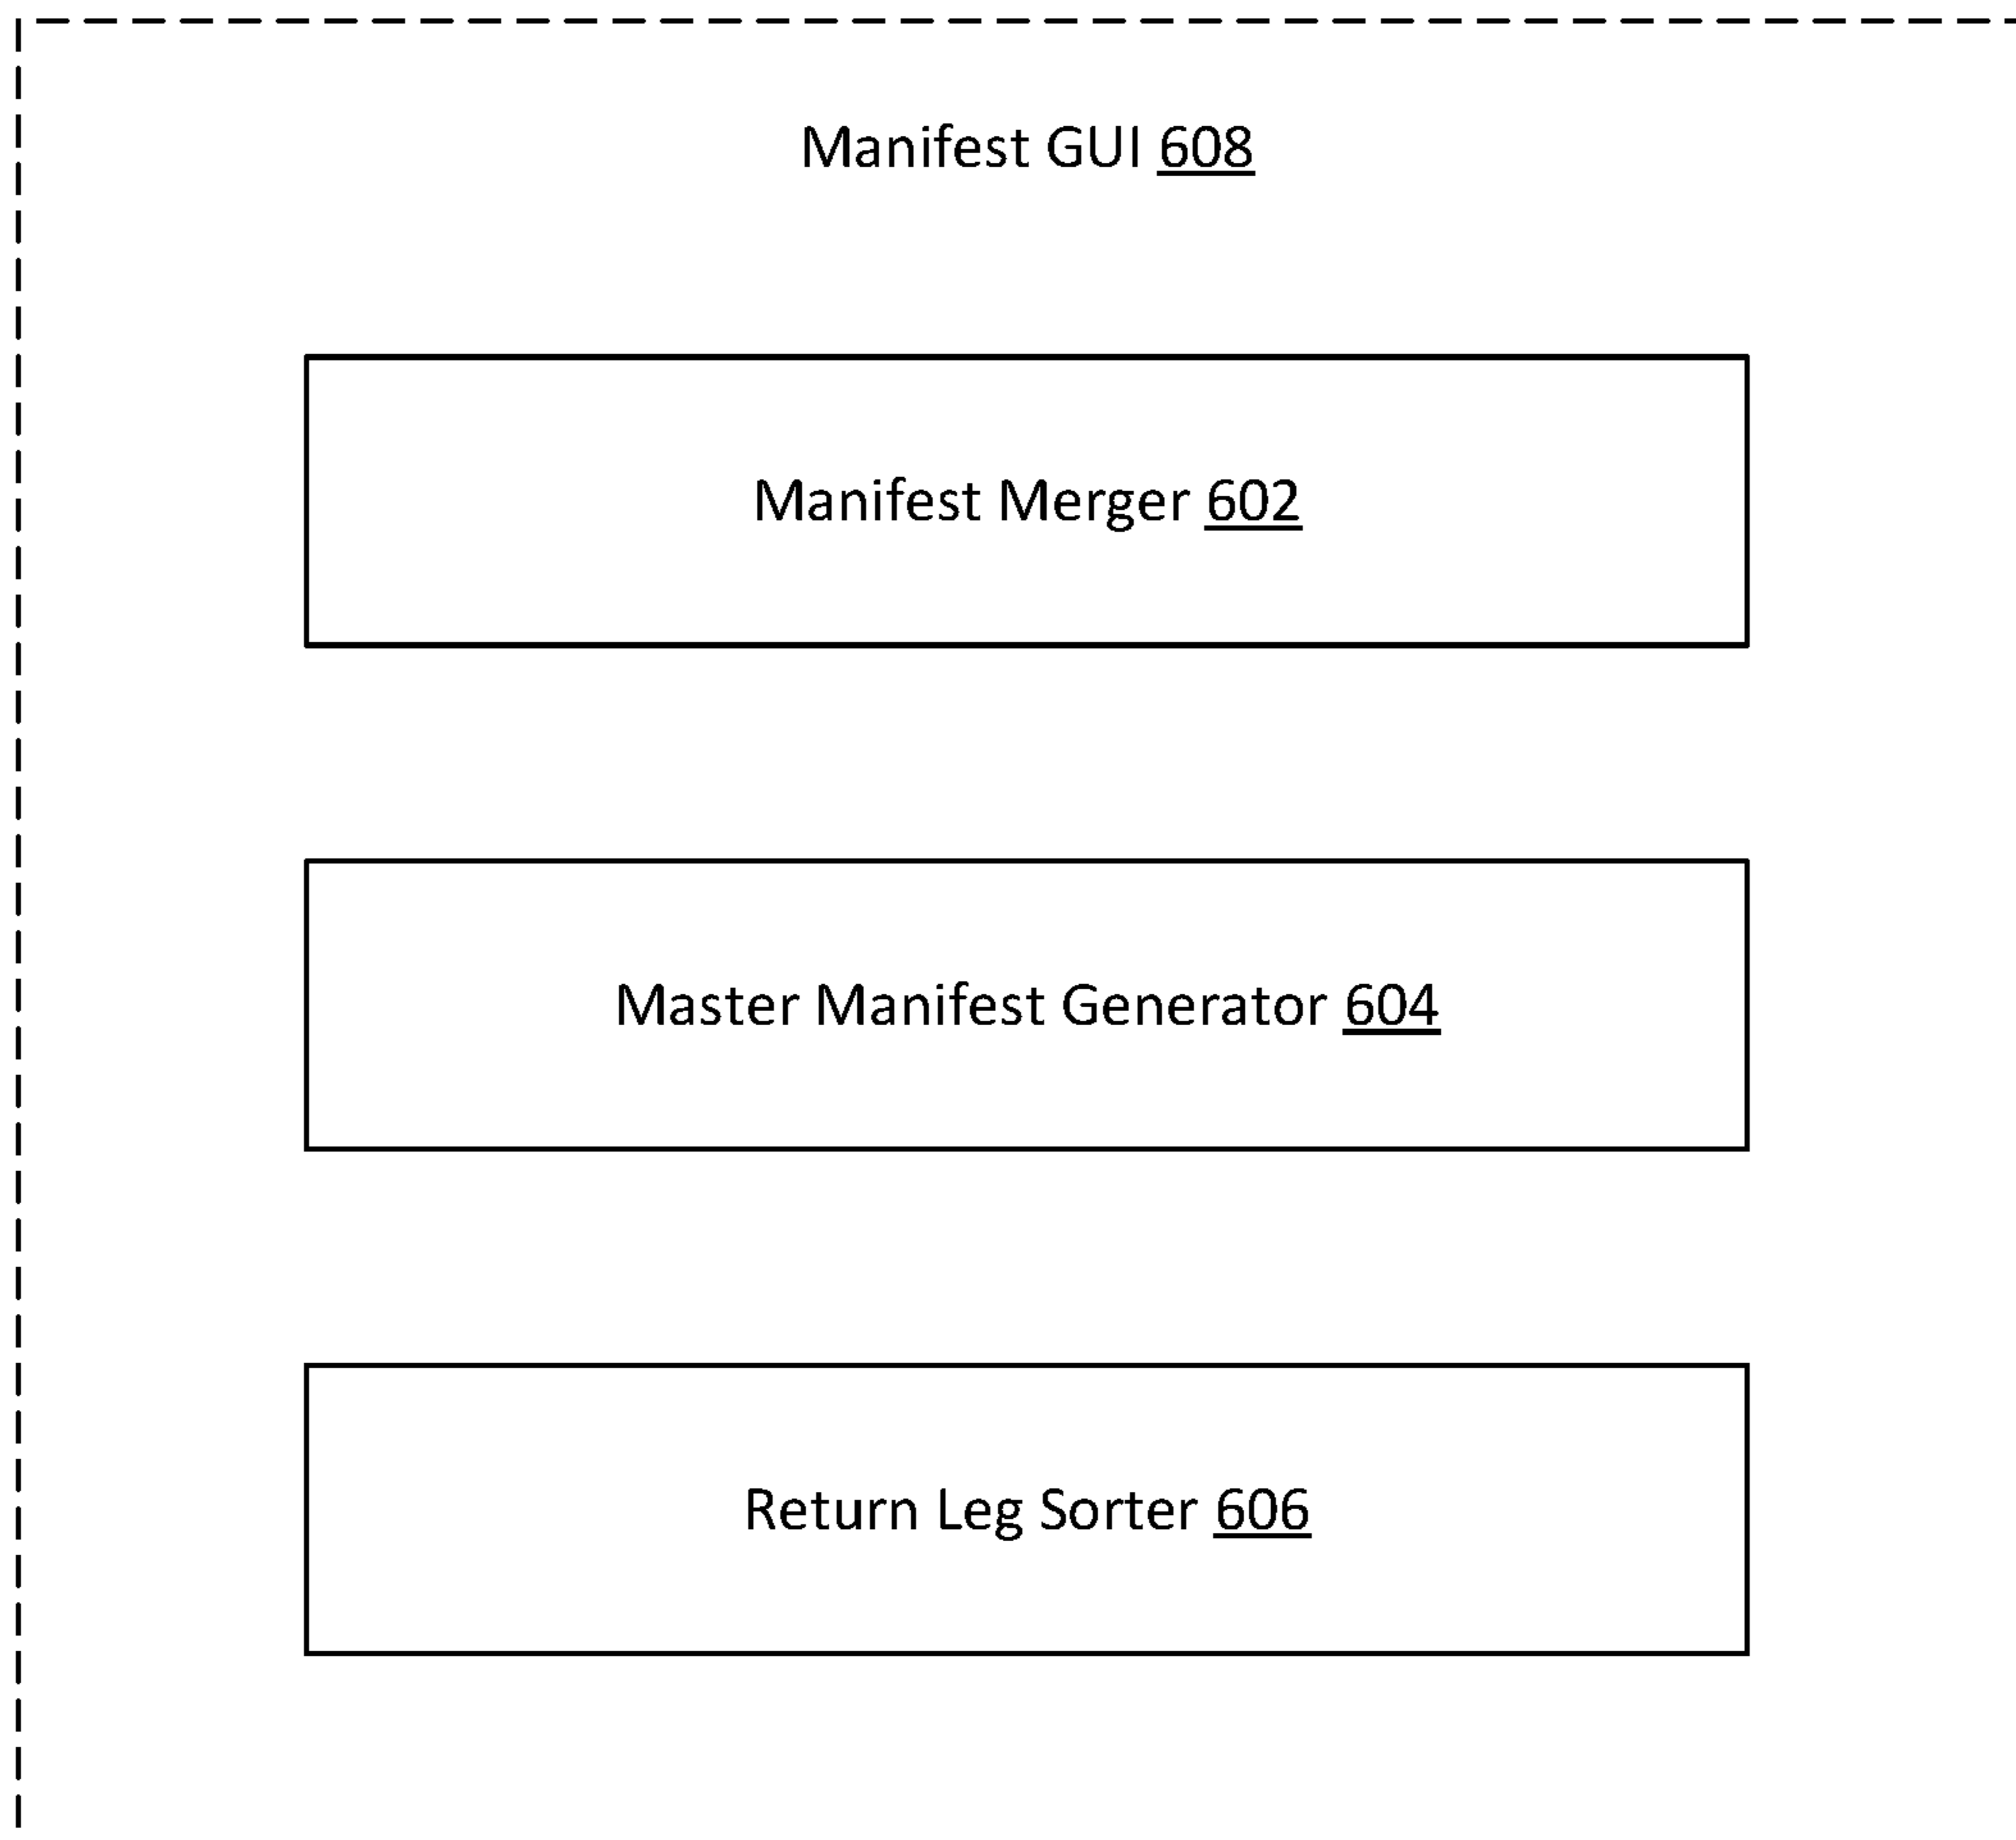 Manifest GUI 608
Manifest Merger 602
Master Manifest Generator 604
Return Leg Sorter 606